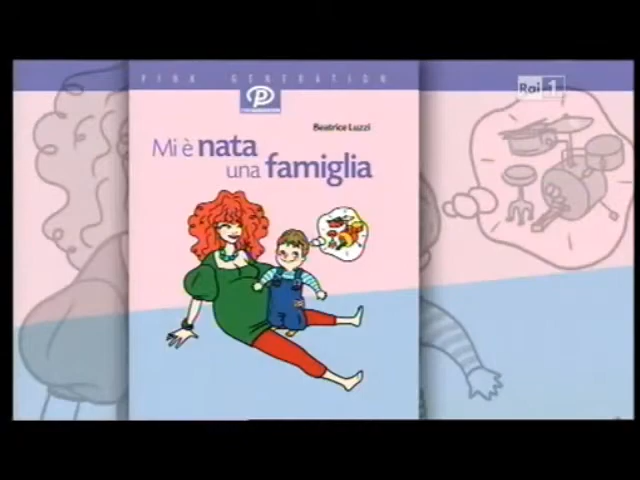 PINK GENERATION
Rai 1
P
Beatrice Luzzi
Mi è nata
una famiglia